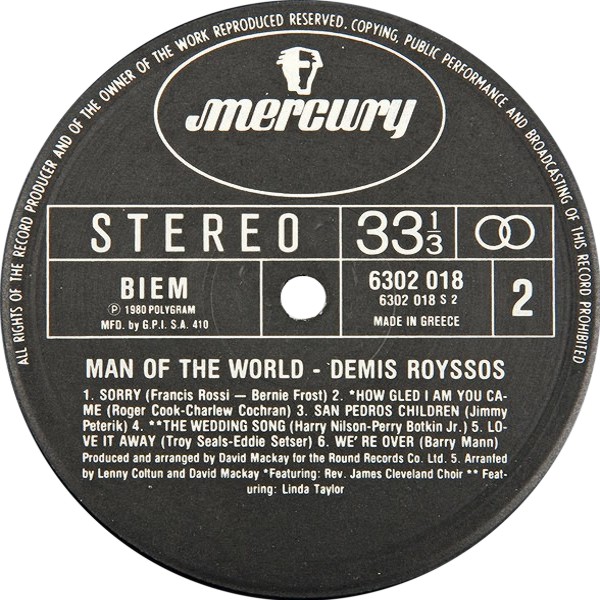 ALL RIGHTS OF THE RECORD PRODUCER AND OF THE OWNER OF THE WORK REPRODUCED RESERVED. COPYING, PUBLIC PERFORMANCE AND BROADCASTING OF THIS RECORD PROHIBITED
mercury
STEREO 33 1/3
BIEM
℗ 1980 POLYGRAM
MFD. by G.P.I. S.A. 410
6302 018
6302 018 S 2
MADE IN GREECE
2
MAN OF THE WORLD - DEMIS ROYSSOS
1. SORRY (Francis Rossi — Bernie Frost) 2. *HOW GLED I AM YOU CA-
ME (Roger Cook-Charlew Cochran) 3. SAN PEDROS CHILDREN (Jimmy
Peterik) 4. **THE WEDDING SONG (Harry Nilson-Perry Botkin Jr.) 5. LO-
VE IT AWAY (Troy Seals-Eddie Setser) 6. WE'RE OVER (Barry Mann)
Produced and arranged by David Mackay for the Round Records Co. Ltd. 5. Arranfed
by Lenny Coltun and David Mackay *Featuring: Rev. James Cleveland Choir ** Feat-
uring: Linda Taylor